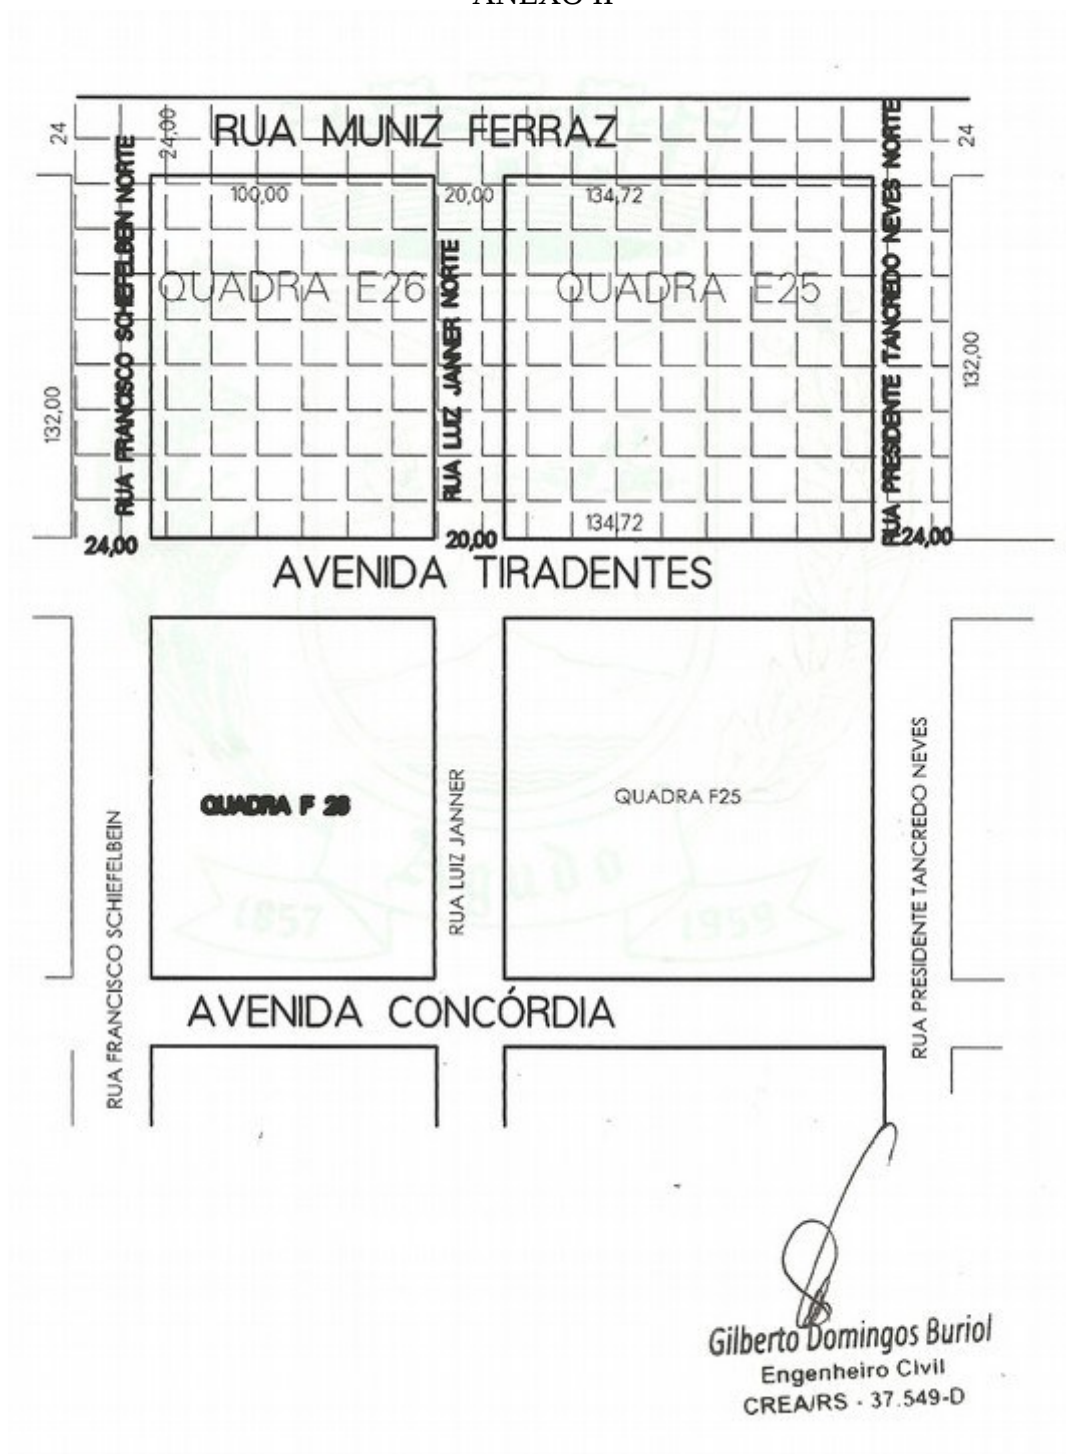 ANEXO II
RUA MUNIZ FERRAZ
24
24,00
24
RUA FRANCISCO SCHIEFELBEIN NORTE
100,00
20,00
134,72
RUA PRESIDENTE TANCREDO NEVES NORTE
QUADRA E26
RUA LUIZ JANNER NORTE
QUADRA E25
132,00
132,00
134,72
24,00
20,00
24,00
AVENIDA TIRADENTES
QUADRA F 26
RUA LUIZ JANNER
QUADRA F25
RUA FRANCISCO SCHIEFELBEIN
RUA PRESIDENTE TANCREDO NEVES
Agudo
1857
1959
AVENIDA CONCÓRDIA
Gilberto Domingos Buriol
Engenheiro Civil
CREA/RS - 37.549-D